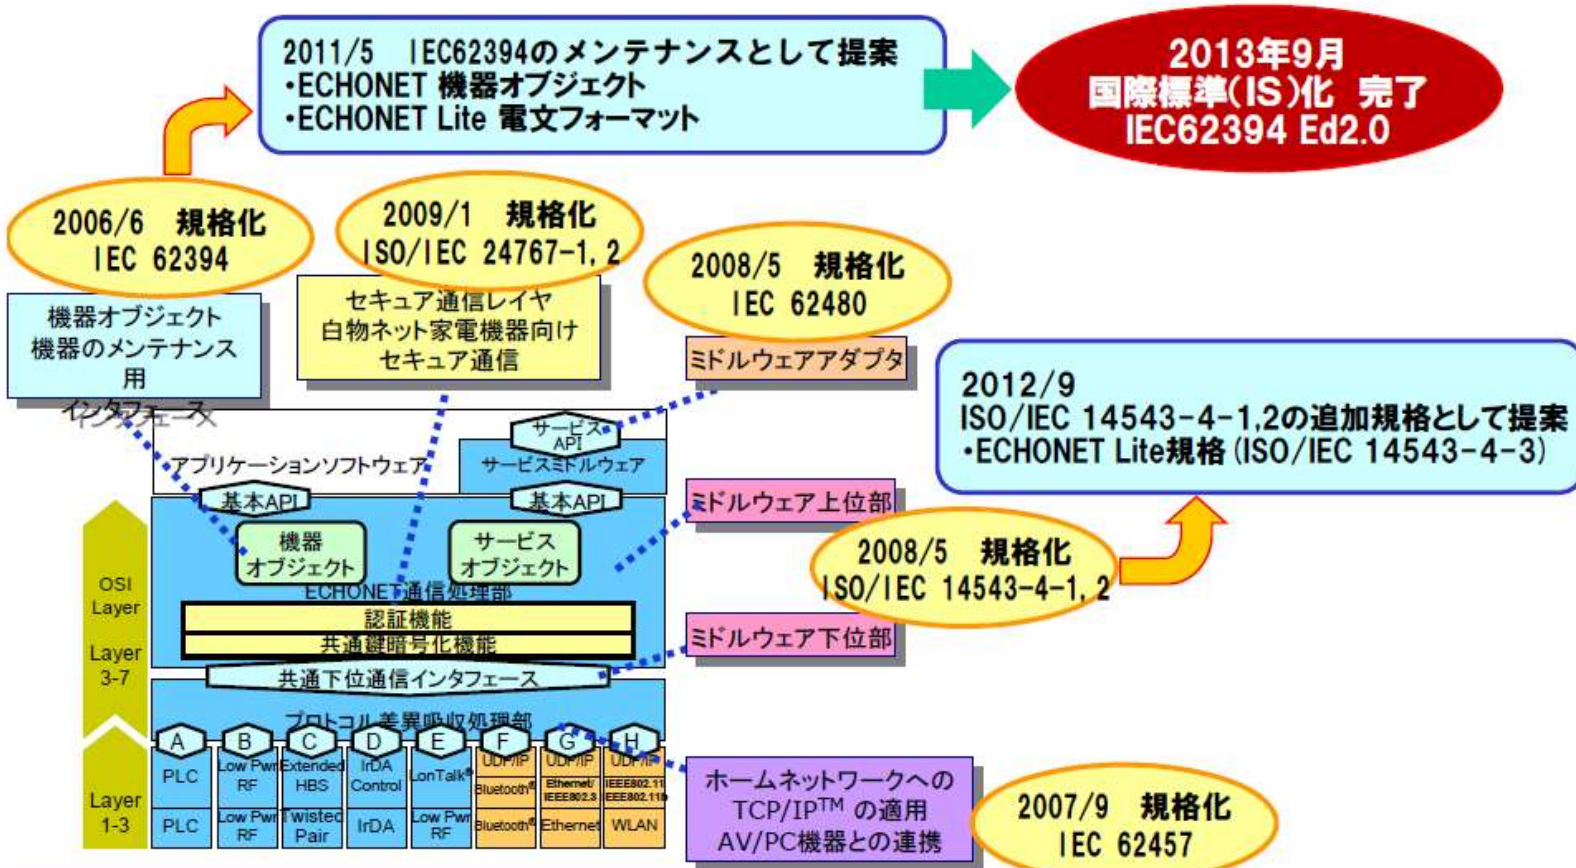 2011/5 IEC62394のメンテナンスとして提案
・ECHONET 機器オブジェクト
・ECHONET Lite 電文フォーマット
2013年9月
国際標準(IS)化 完了
IEC62394 Ed2.0
2006/6 規格化
IEC 62394
2009/1 規格化
ISO/IEC 24767-1, 2
2008/5 規格化
IEC 62480
機器オブジェクト
機器のメンテナンス
用
インタフェース
セキュア通信レイヤ
白物ネット家電機器向け
セキュア通信
ミドルウェアアダプタ
2012/9
ISO/IEC 14543-4-1,2の追加規格として提案
・ECHONET Lite規格(ISO/IEC 14543-4-3)
サービス
API
アプリケーションソフトウェア
サービスミドルウェア
基本API
基本API
ミドルウェア上位部
機器
オブジェクト
サービス
オブジェクト
2008/5 規格化
ISO/IEC 14543-4-1, 2
OSI
Layer
Layer
3-7
ECHONET通信処理部
認証機能
共通鍵暗号化機能
ミドルウェア下位部
共通下位通信インタフェース
プロトコル差異吸収処理部
A B C D E F G H
PLC
Low Pwr
RF
Extended
HBS
IrDA
Control
LonTalk®
UDP/IP
Bluetooth®
UDP/IP
Ethernet/
IEEE802.3
UDP/IP
IEEE802.11
IEEE802.11b
Layer
1-3
PLC
Low Pwr
RF
Twisted
Pair
IrDA
Low Pwr
RF
Bluetooth®
Ethernet
WLAN
ホームネットワークへの
TCP/IP™ の適用
AV/PC機器との連携
2007/9 規格化
IEC 62457